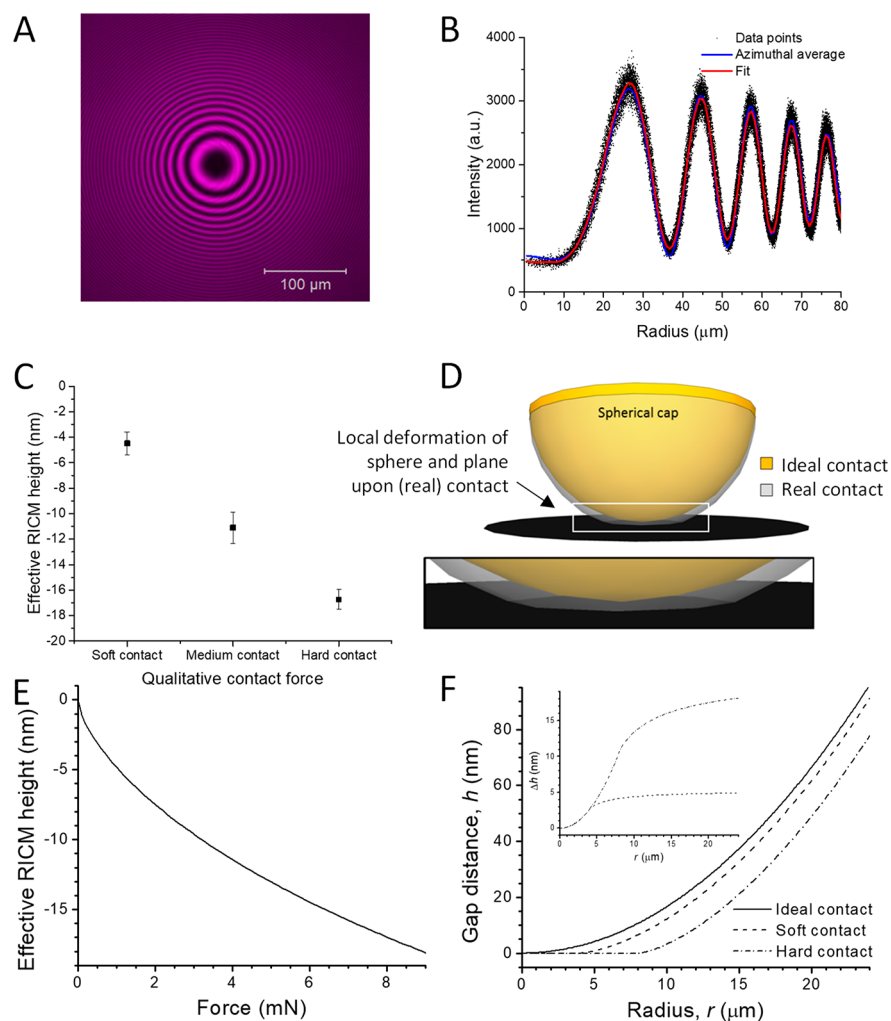 A
100 µm
B
Data points
Azimuthal average
Fit
4000
3000
2000
1000
0
Intensity (a.u.)
0 10 20 30 40 50 60 70 80
Radius (µm)
C
0
-2
-4
-6
-8
-10
-12
-14
-16
-18
-20
Effective RICM height (nm)
Soft contact Medium contact Hard contact
Qualitative contact force
D
Spherical cap
Local deformation of
sphere and plane
upon (real) contact
Ideal contact
Real contact
E
0
-5
-10
-15
Effective RICM height (nm)
0 2 4 6 8
Force (mN)
F
80
60
40
20
0
Gap distance, h (nm)
15
10
5
0
Δh (nm)
0 5 10 15 20
r (µm)
Ideal contact
Soft contact
Hard contact
0 5 10 15 20
Radius, r (µm)